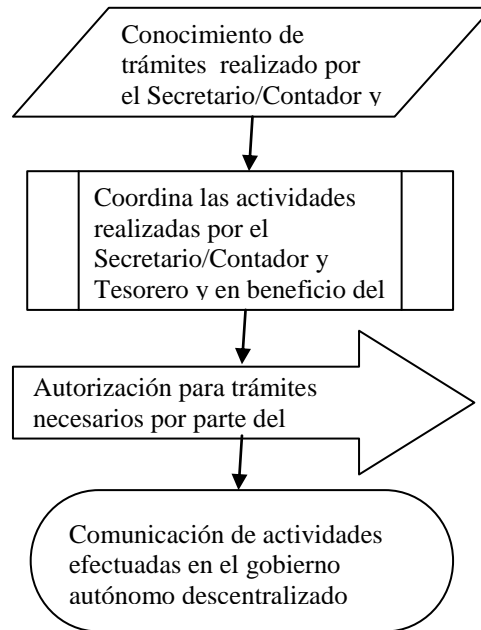 Conocimiento de
trámites realizado por
el Secretario/Contador y
Coordina las actividades
realizadas por el
Secretario/Contador y
Tesorero y en beneficio del
Autorización para trámites
necesarios por parte del
Comunicación de actividades
efectuadas en el gobierno
autónomo descentralizado